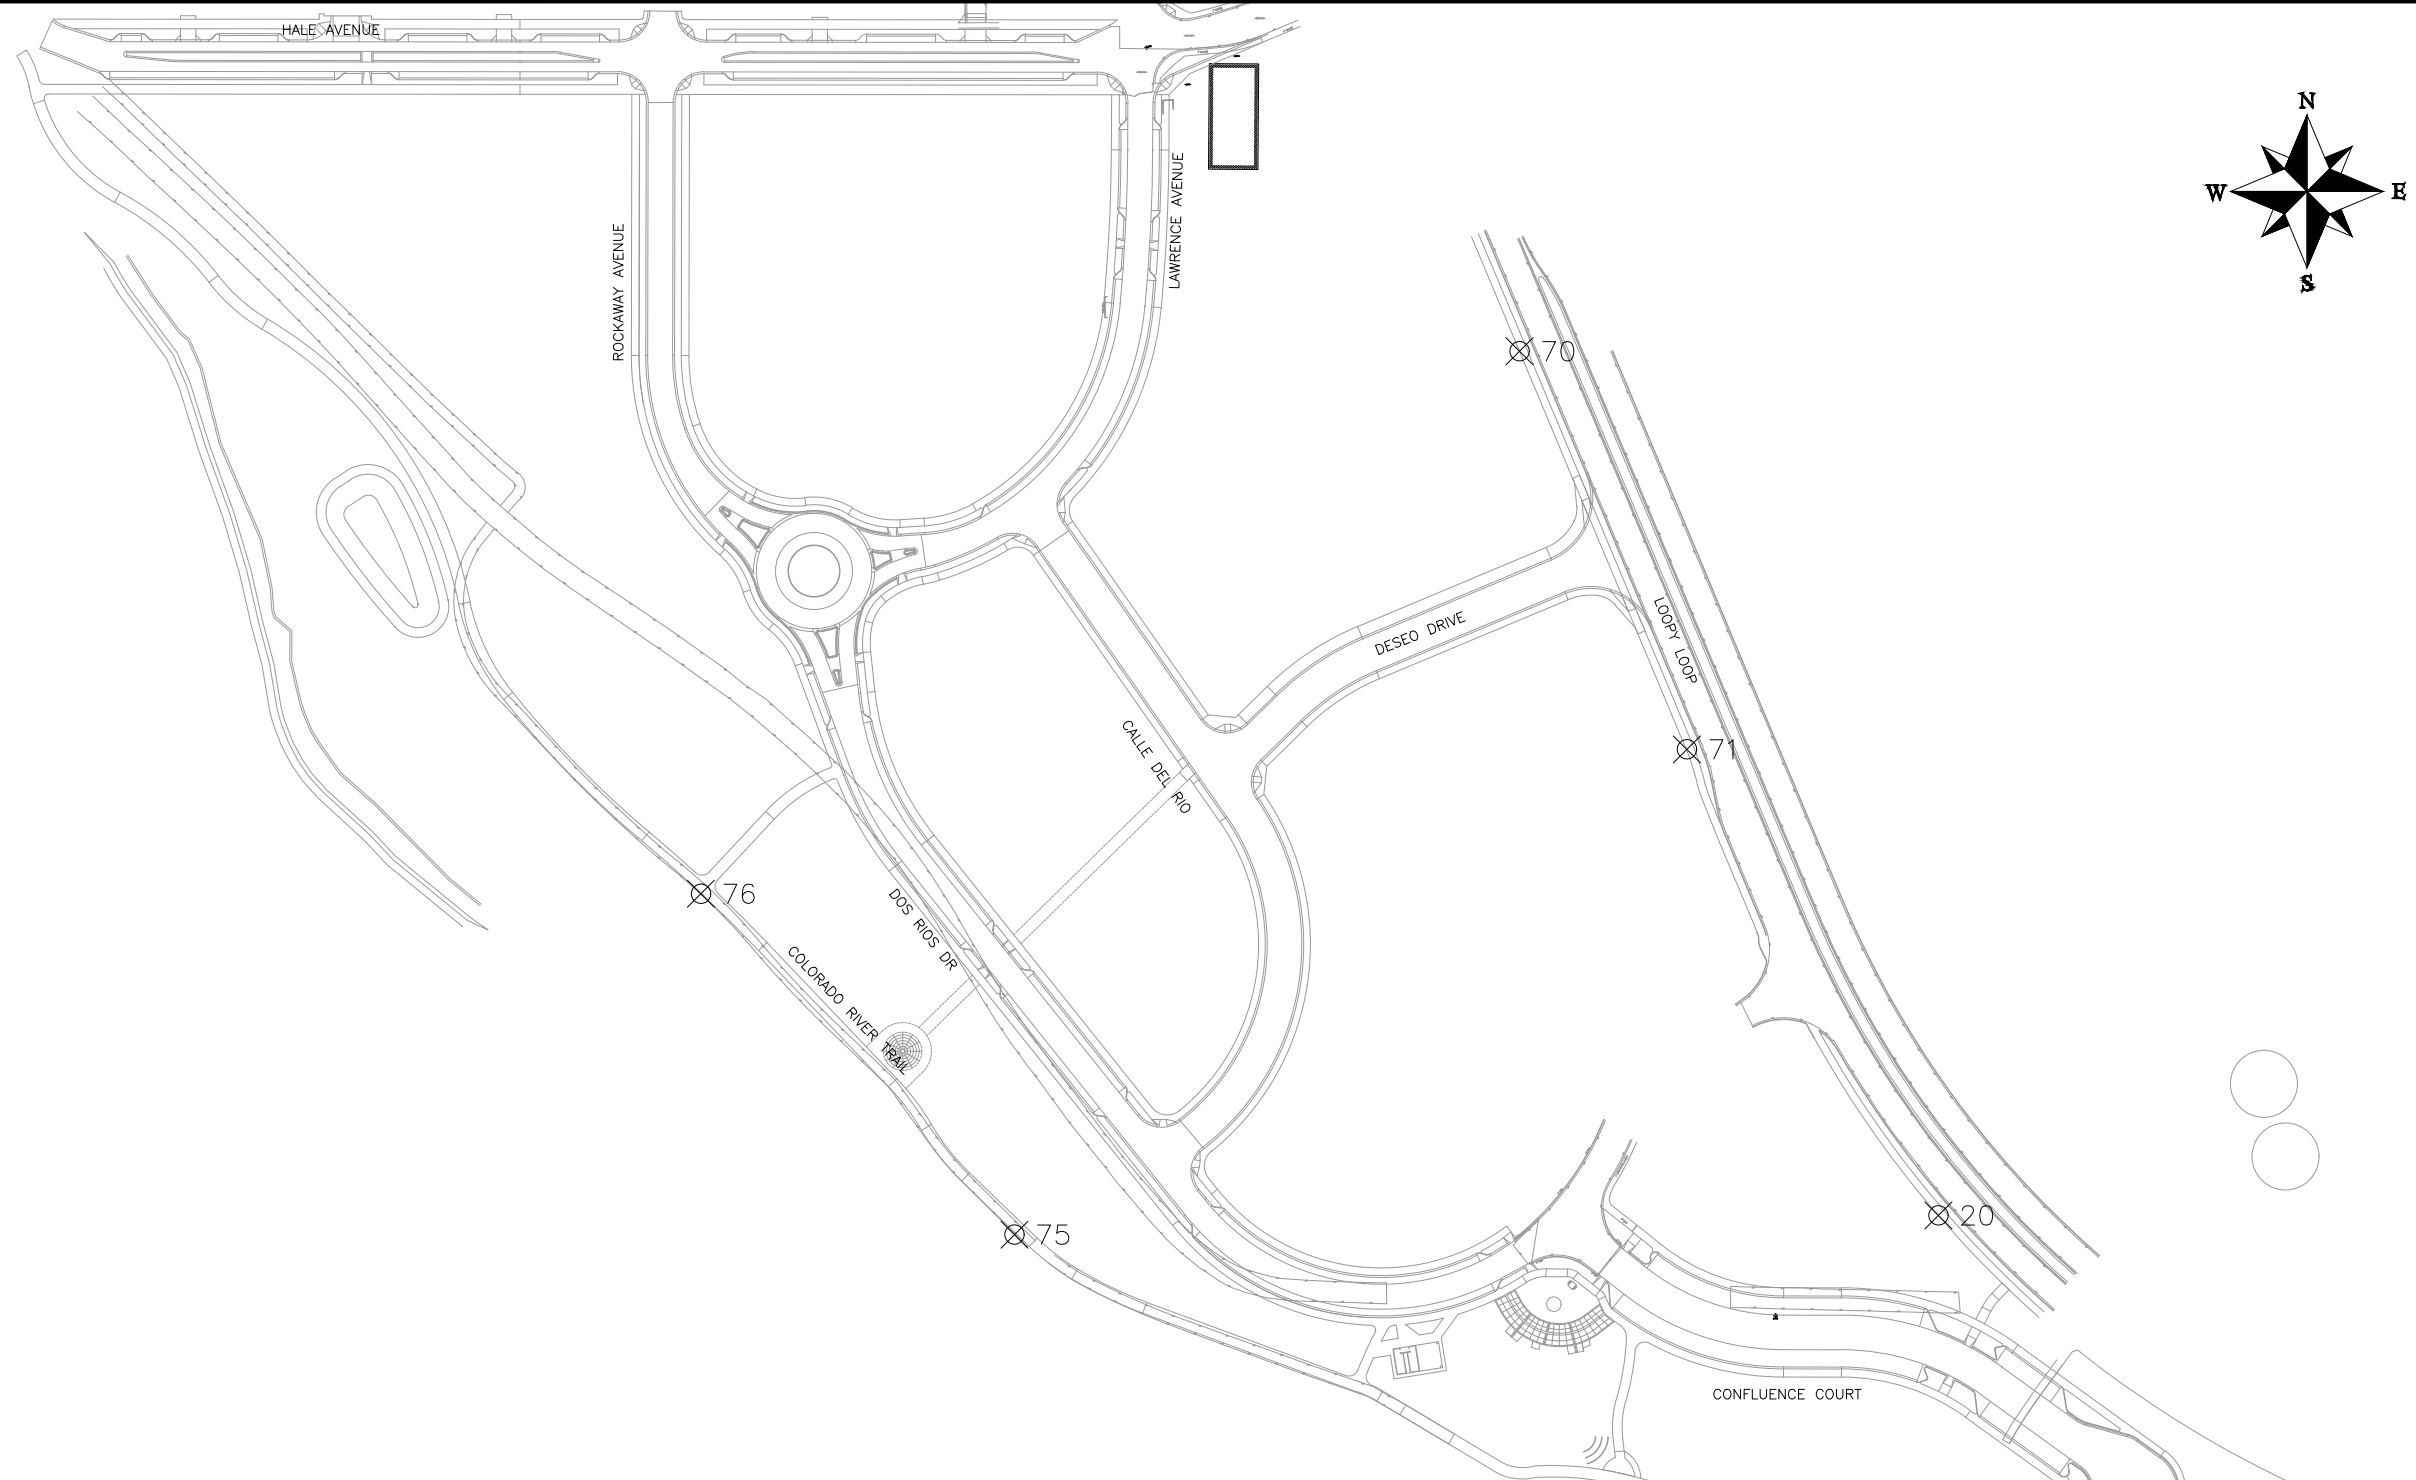 HALE AVENUE
N
W
E
S
ROCKAWAY AVENUE
LAWRENCE AVENUE
70
DESEO DRIVE
LOOPY LOOP
71
CALLE DEL RIO
76
DOS RIOS DR
COLORADO RIVER TRAIL
75
20
CONFLUENCE COURT